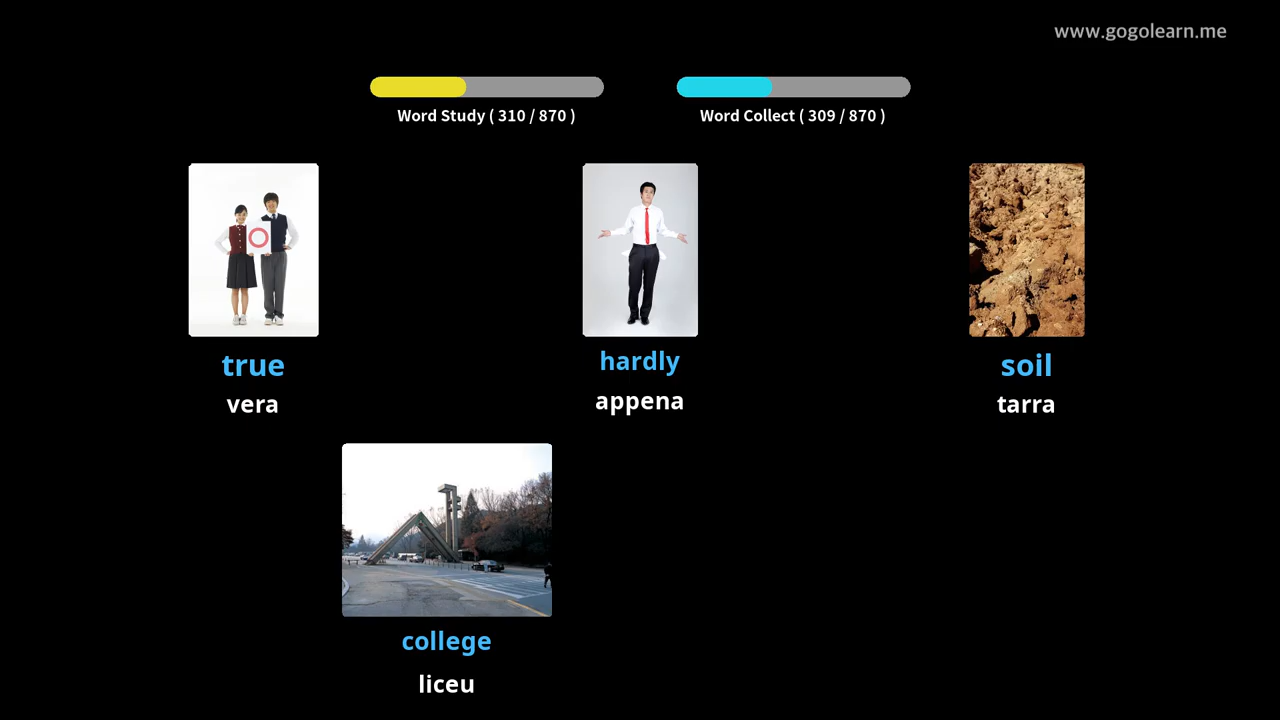 www.gogolearn.me
Word Study ( 310 / 870 )
Word Collect ( 309 / 870 )
true
vera
hardly
appena
soil
tarra
college
liceu